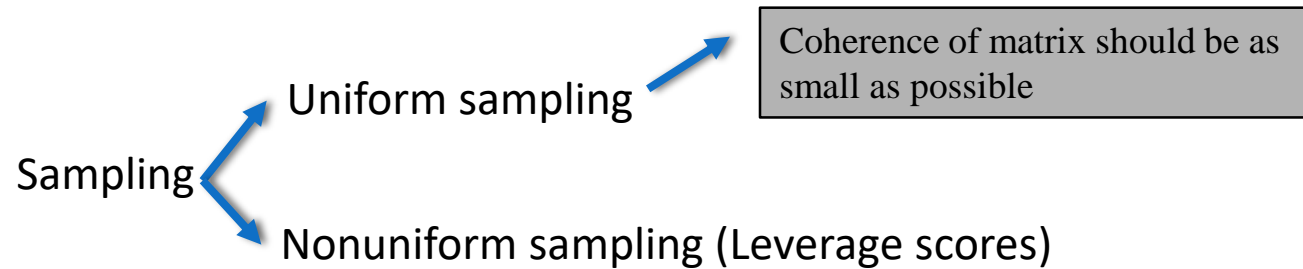 Coherence of matrix should be as
small as possible
Uniform sampling
Sampling
Nonuniform sampling (Leverage scores)